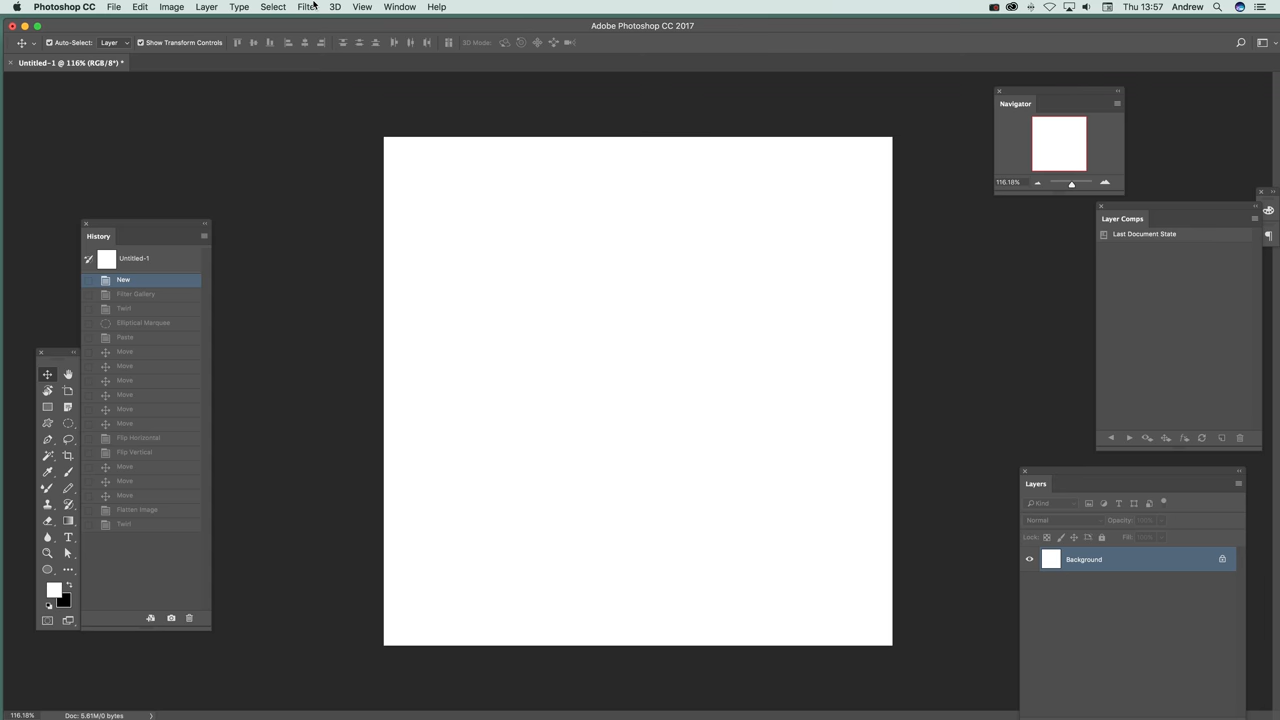 Photoshop CC File Edit Image Layer Type Select Filter 3D View Window Help Thu 13:57 Andrew
Adobe Photoshop CC 2017
Auto-Select: Layer Show Transform Controls 3D Mode:
Untitled-1 @ 116% (RGB/8*) *
Navigator
116.18%
Layer Comps
Last Document State
History
Untitled-1
New
Filter Gallery
Twirl
Elliptical Marquee
Paste
Move
Move
Move
Move
Move
Move
Flip Horizontal
Flip Vertical
Move
Move
Move
Flatten Image
Twirl
Layers
Kind
Normal Opacity: 100%
Lock: Fill: 100%
Background
116.18% Doc: 5.61M/0 bytes